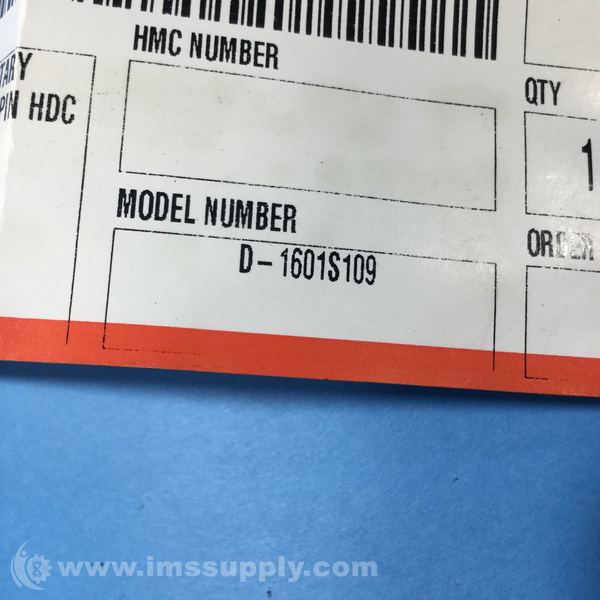 HMC NUMBER
TARY
PIN HDC
QTY
1
MODEL NUMBER
D-1601S109
ORDER
www.imssupply.com